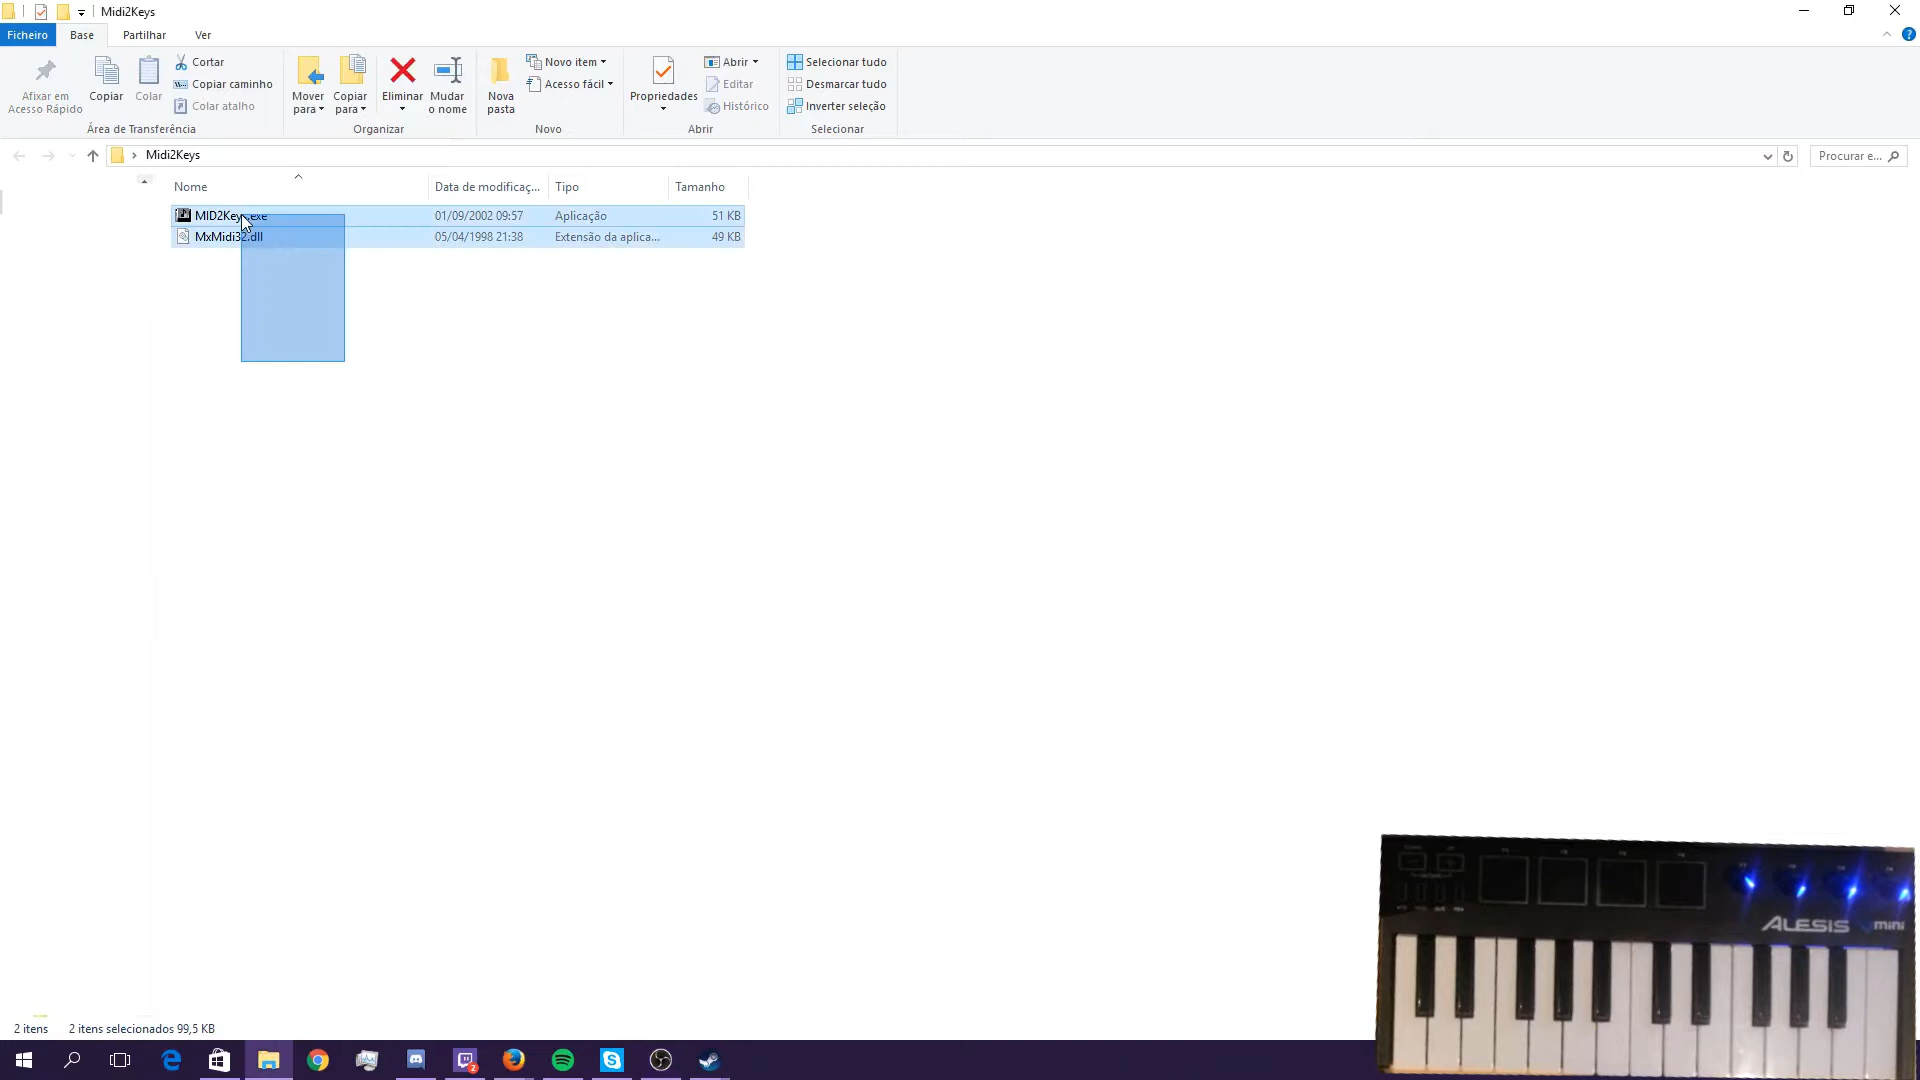 Midi2Keys
Ficheiro Base Partilhar Ver
Afixar em Acesso Rápido
Copiar
Colar
Cortar
Copiar caminho
Colar atalho
Área de Transferência
Mover para
Copiar para
Eliminar
Mudar o nome
Organizar
Nova pasta
Novo item
Acesso fácil
Novo
Propriedades
Abrir
Editar
Histórico
Abrir
Selecionar tudo
Desmarcar tudo
Inverter seleção
Selecionar
Midi2Keys
Procurar e...
Nome Data de modificaç... Tipo Tamanho
MID2Keys.exe 01/09/2002 09:57 Aplicação 51 KB
MxMidi32.dll 05/04/1998 21:38 Extensão da aplica... 49 KB
ALESIS Vmini
2 itens 2 itens selecionados 99,5 KB
2